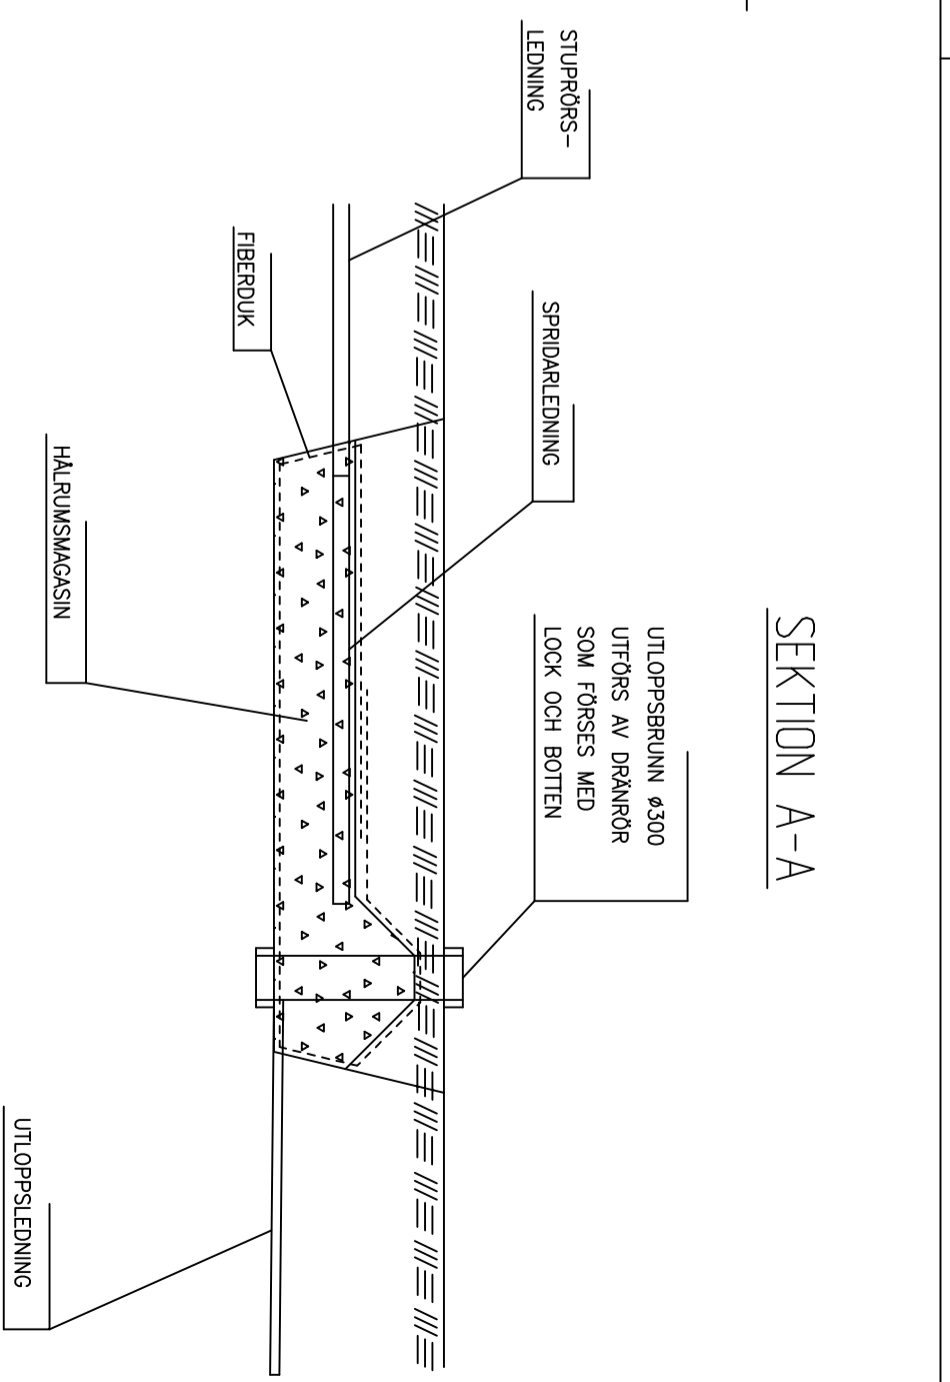 SEKTION A-A
UTLOPPSBRUNN ø300
UTFÖRS AV DRÄNRÖR
SOM FÖRSES MED
LOCK OCH BOTTEN
STUPRÖRS-
LEDNING
SPRIDARLEDNING
FIBERDUK
HÅLRUMSMAGASIN
UTLOPPSLEDNING